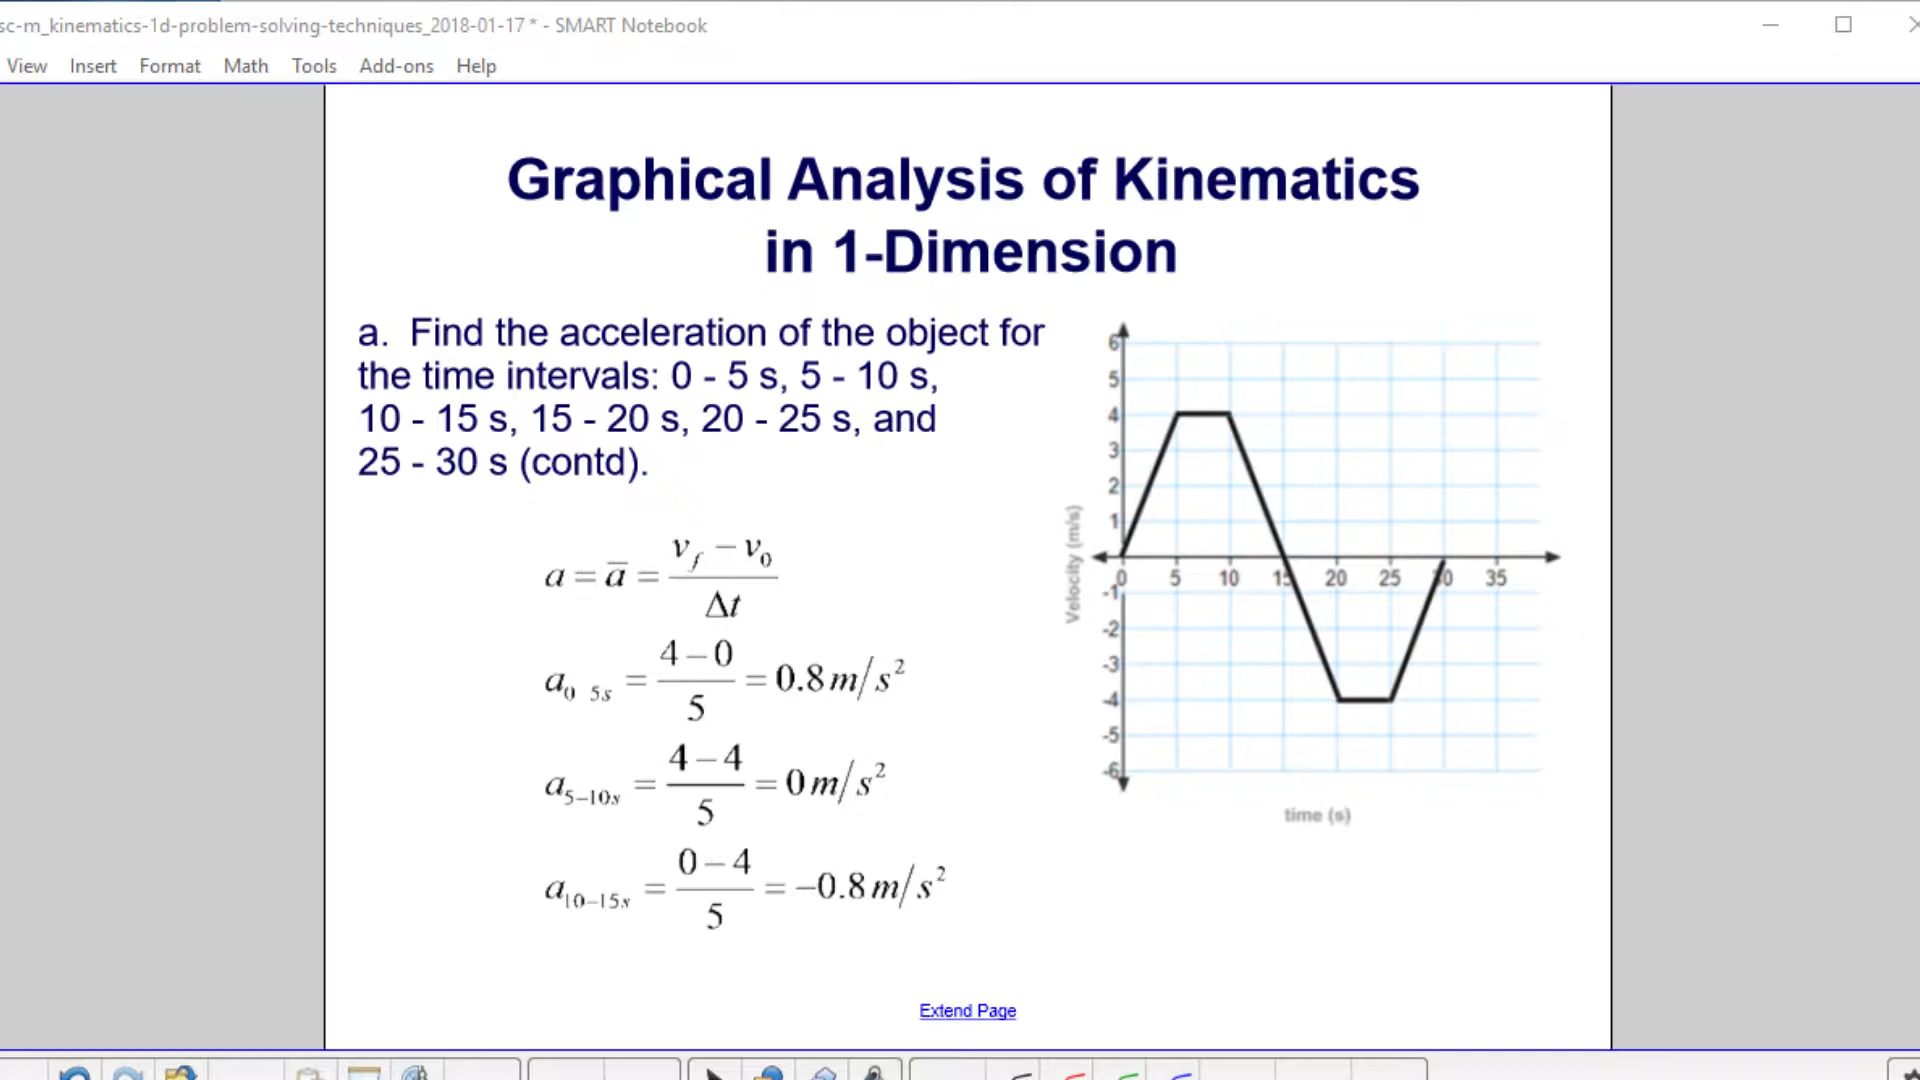 sc-m_kinematics-1d-problem-solving-techniques_2018-01-17 * - SMART Notebook
View Insert Format Math Tools Add-ons Help
Graphical Analysis of Kinematics
in 1-Dimension
a. Find the acceleration of the object for
the time intervals: 0 - 5 s, 5 - 10 s,
10 - 15 s, 15 - 20 s, 20 - 25 s, and
25 - 30 s (contd).
a = a̅ = (v_f − v_0) / Δt
a_0 5s = (4 − 0) / 5 = 0.8 m/s²
a_5–10s = (4 − 4) / 5 = 0 m/s²
a_10–15s = (0 − 4) / 5 = −0.8 m/s²
6
5
4
3
2
1
0 5 10 15 20 25 30 35
-1
-2
-3
-4
-5
-6
Velocity (m/s)
time (s)
Extend Page